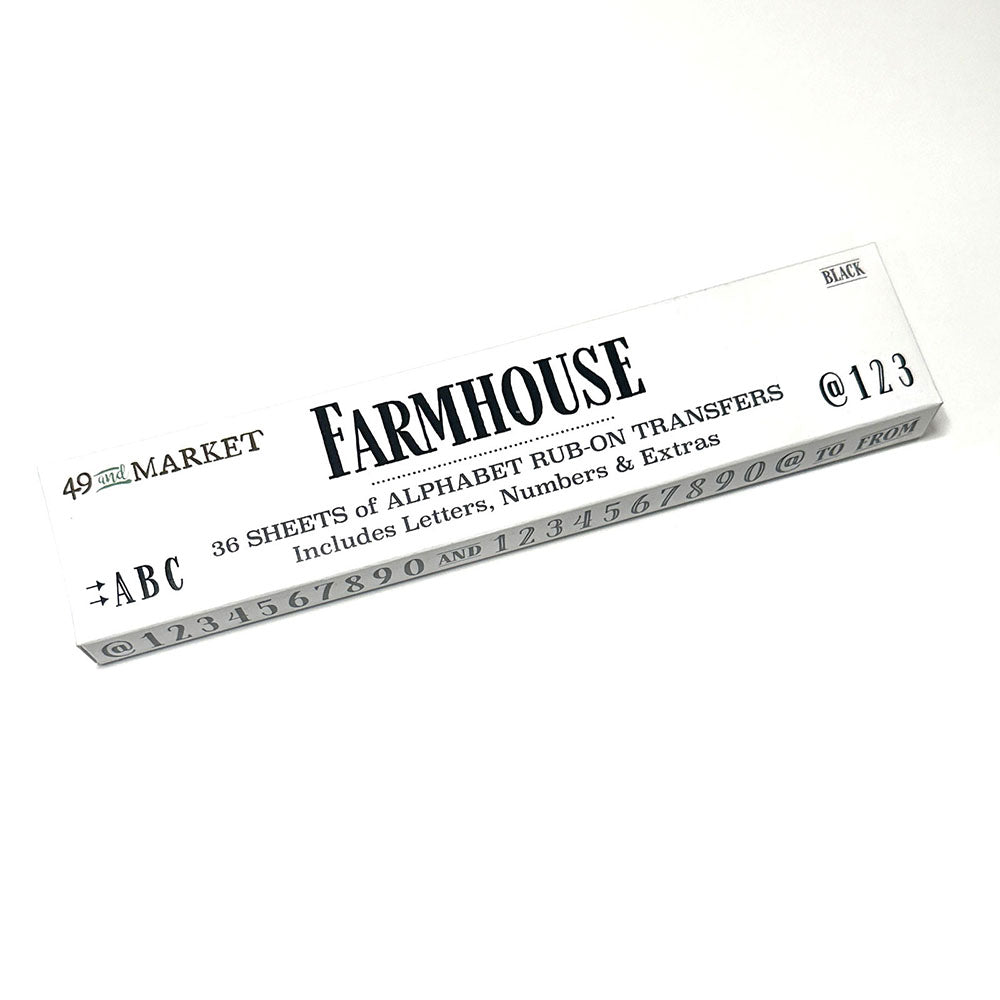 BLACK
FARMHOUSE
49 and MARKET
@123
36 SHEETS of ALPHABET RUB-ON TRANSFERS
Includes Letters, Numbers & Extras
ABC
@1234567890 AND 1234567890@ TO FROM